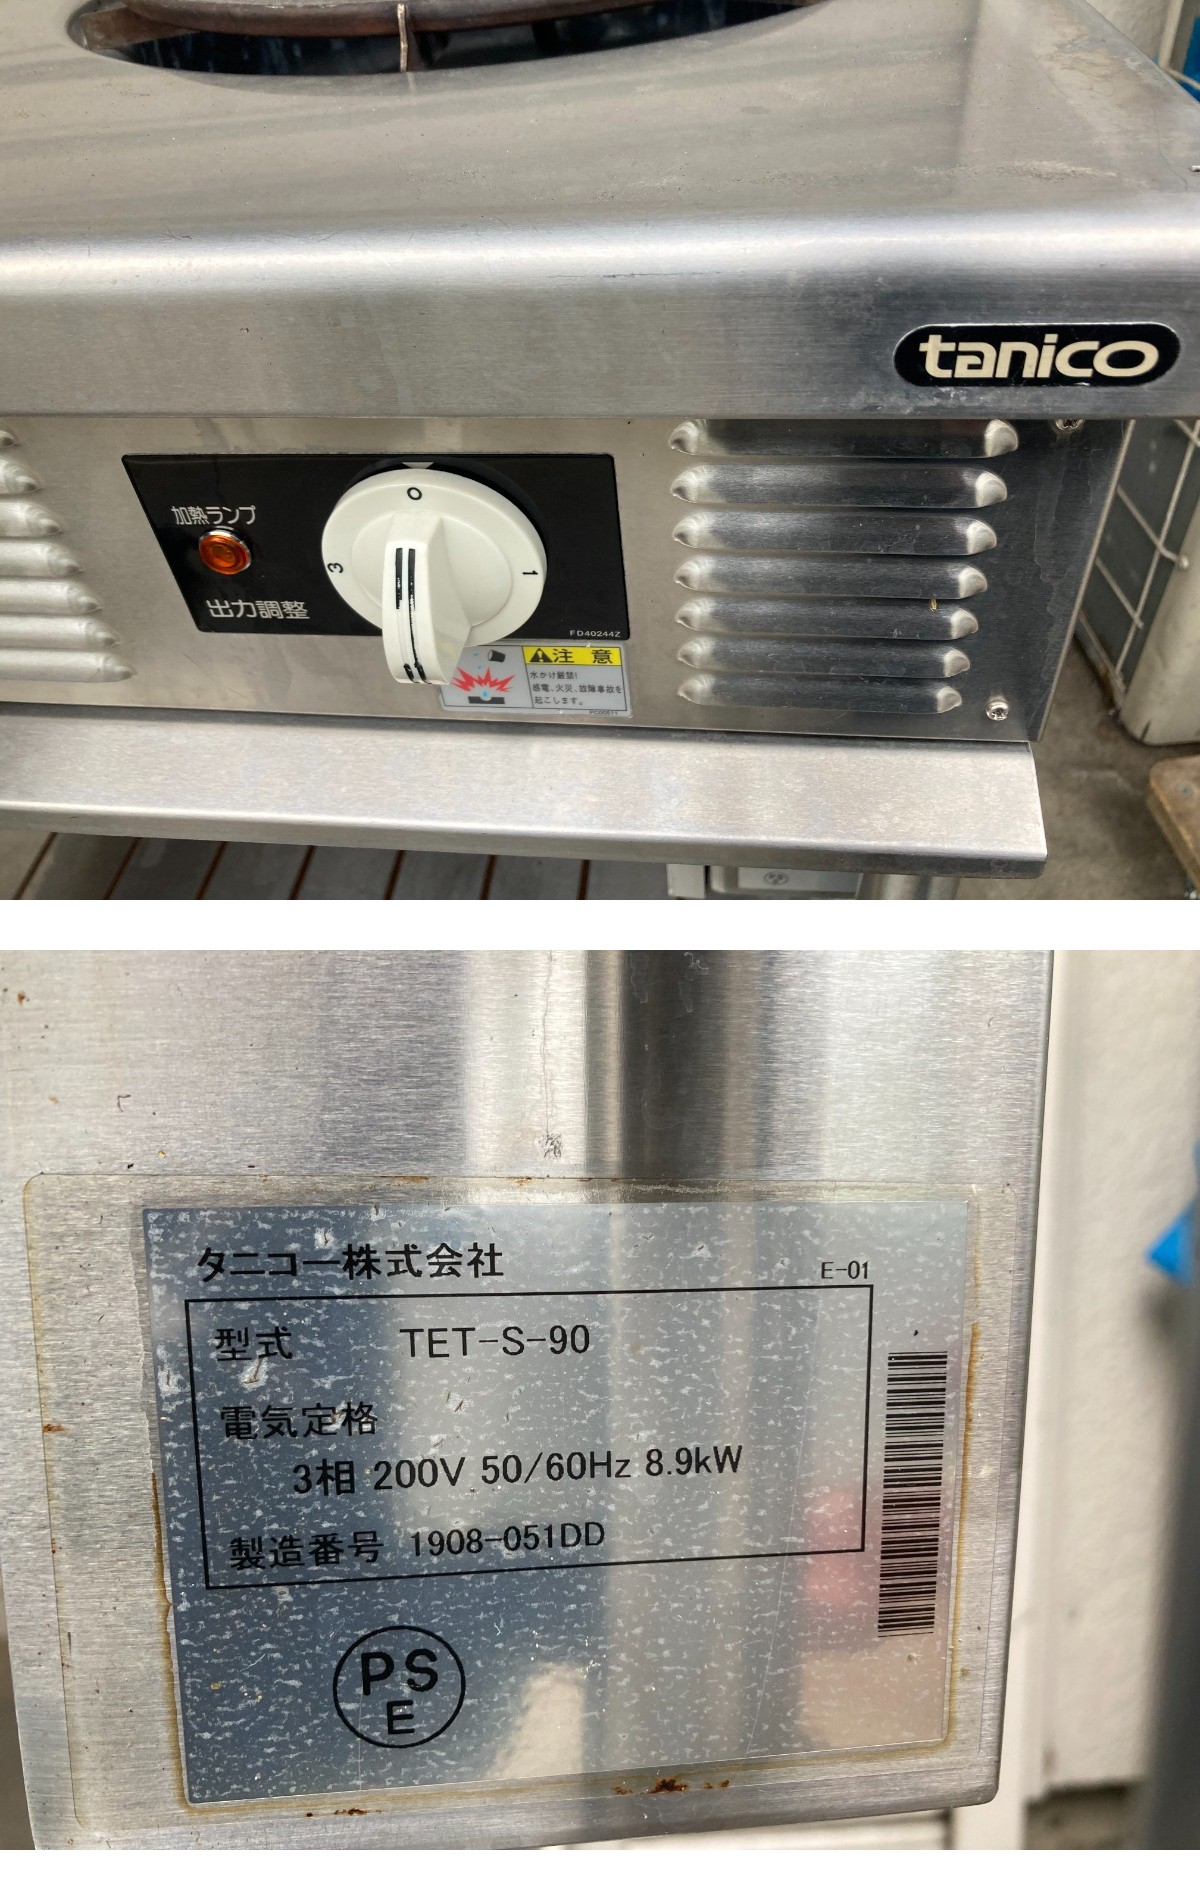 tanico
加熱ランプ
0
3
1
出力調整
FD40244Z
注 意
水かけ厳禁!
感電、火災、故障事故を
起こします。
タニコー株式会社
E-01
型式 TET-S-90
電気定格
3相 200V 50/60Hz 8.9kW
製造番号 1908-051DD
PS
E